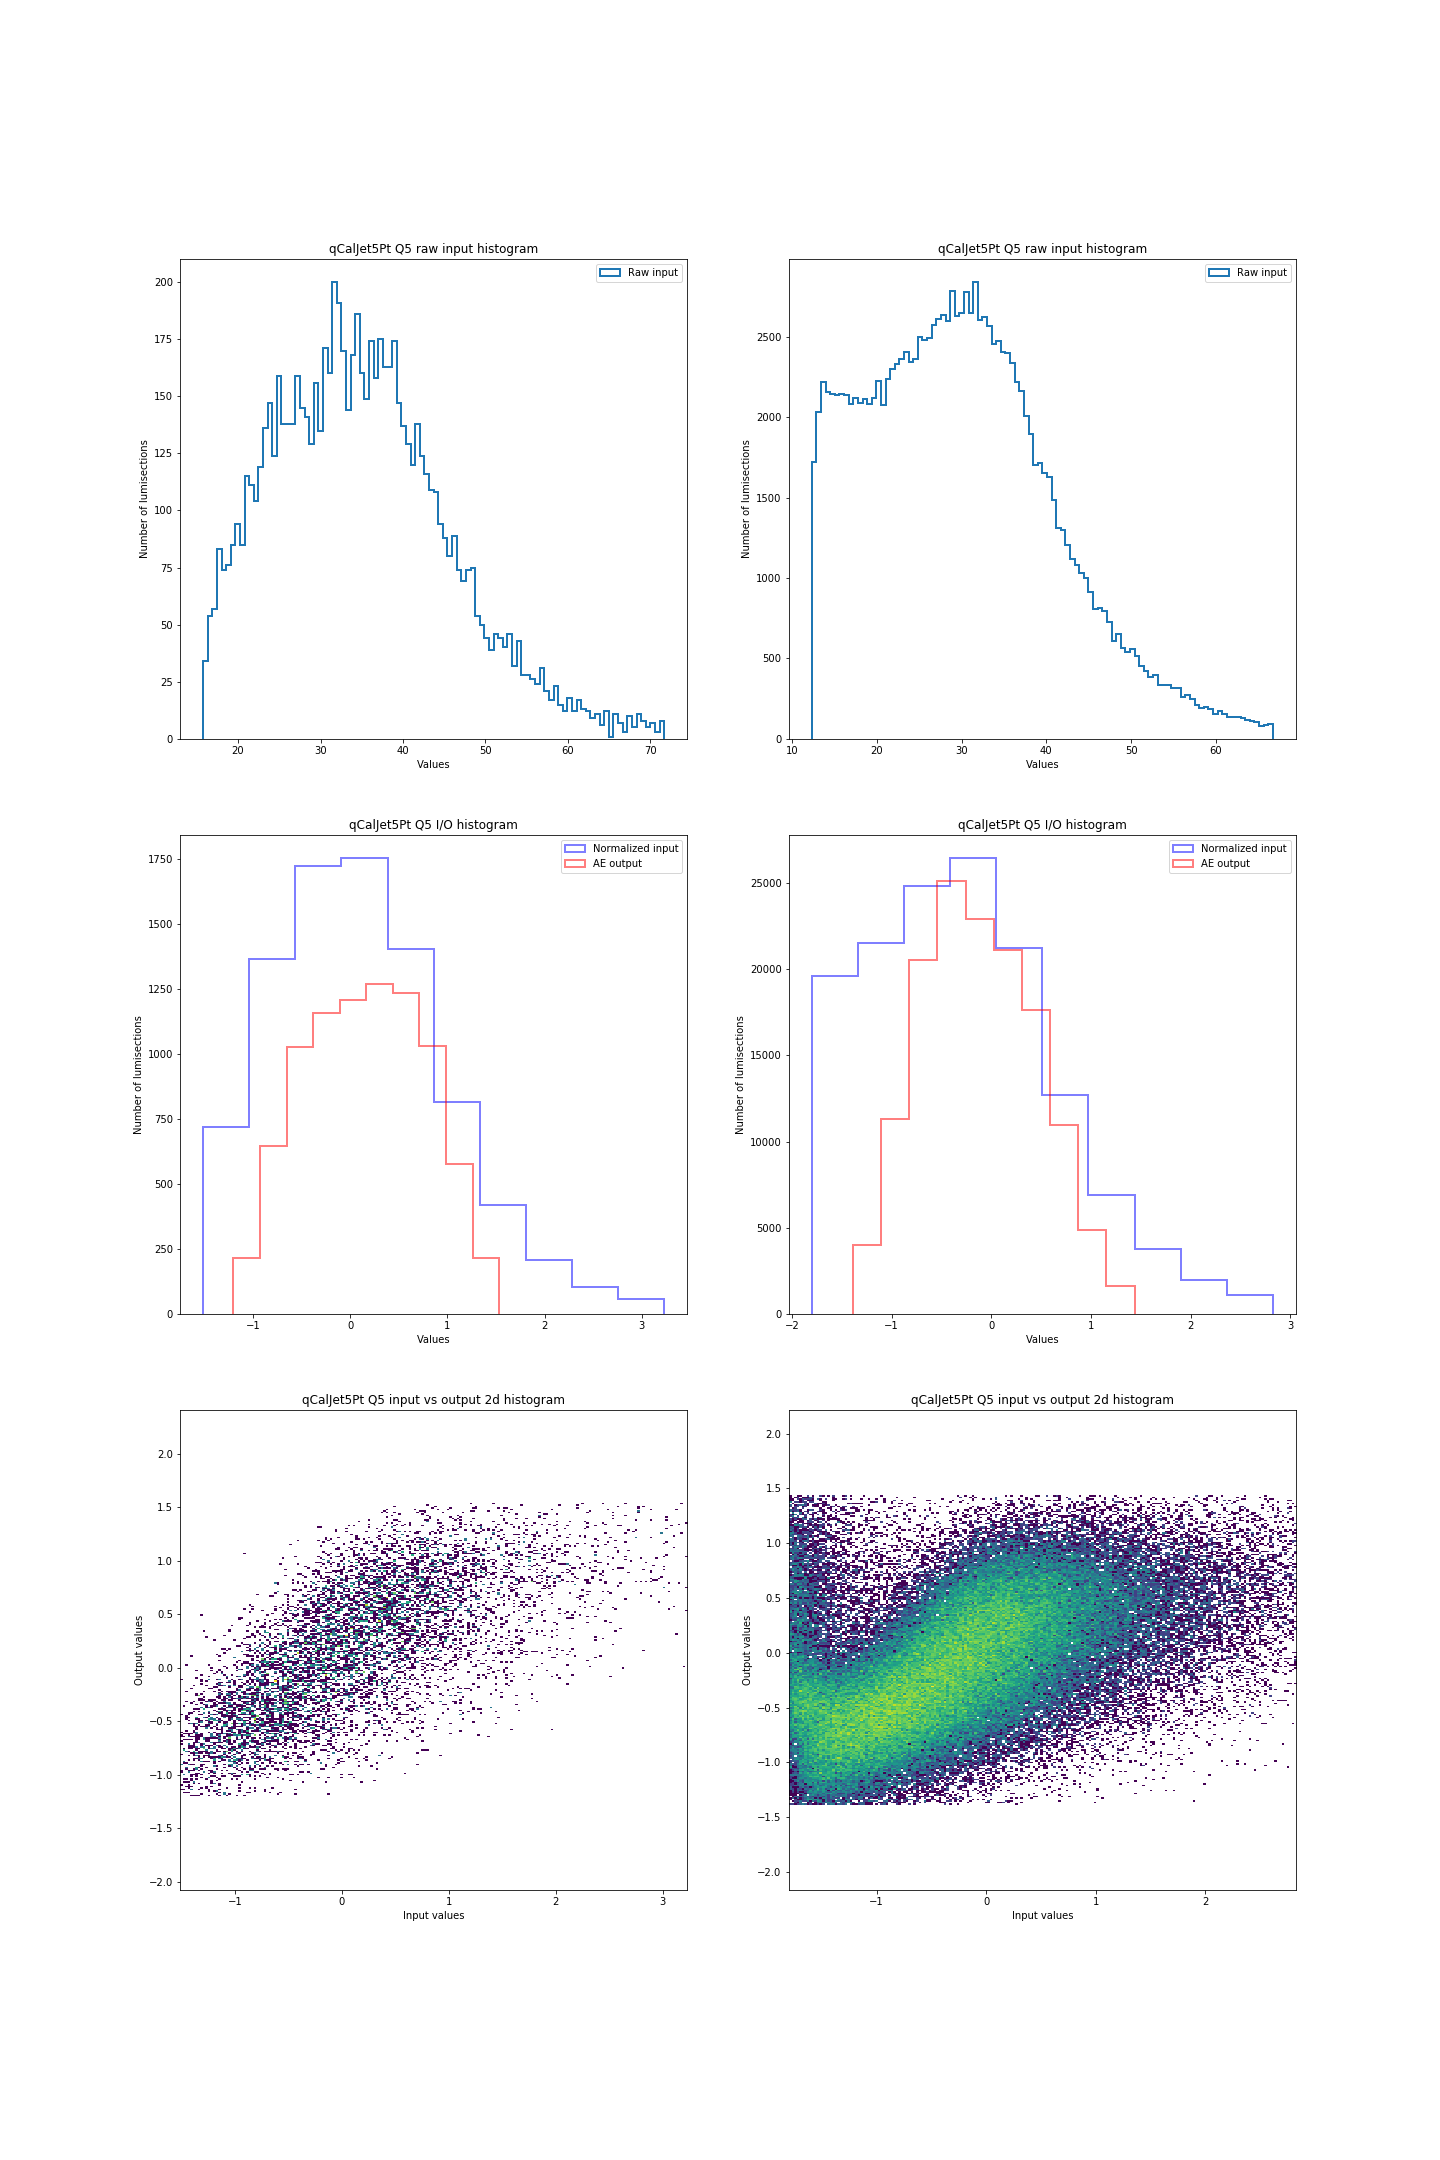 qCalJet5Pt Q5 raw input histogram
Raw input
200
175
150
125
100
75
50
25
0
Number of lumisections
20 30 40 50 60 70
Values
qCalJet5Pt Q5 raw input histogram
Raw input
2500
2000
1500
1000
500
0
Number of lumisections
10 20 30 40 50 60
Values
qCalJet5Pt Q5 I/O histogram
Normalized input
AE output
1750
1500
1250
1000
750
500
250
0
Number of lumisections
−1 0 1 2 3
Values
qCalJet5Pt Q5 I/O histogram
Normalized input
AE output
25000
20000
15000
10000
5000
0
Number of lumisections
−2 −1 0 1 2 3
Values
qCalJet5Pt Q5 input vs output 2d histogram
2.0
1.5
1.0
0.5
0.0
−0.5
−1.0
−1.5
−2.0
Output values
−1 0 1 2 3
Input values
qCalJet5Pt Q5 input vs output 2d histogram
2.0
1.5
1.0
0.5
0.0
−0.5
−1.0
−1.5
−2.0
Output values
−1 0 1 2
Input values